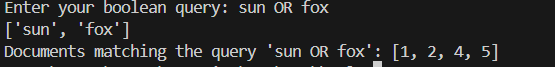 Enter your boolean query: sun OR fox
['sun', 'fox']
Documents matching the query 'sun OR fox': [1, 2, 4, 5]